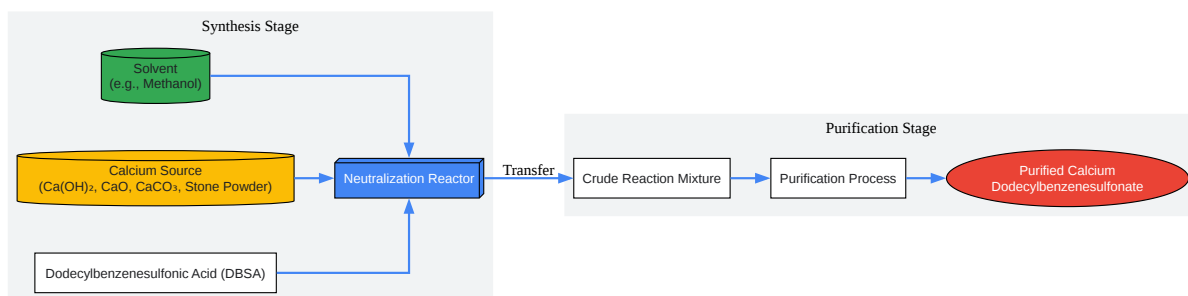 Synthesis Stage
Solvent
(e.g., Methanol)
Calcium Source
(Ca(OH)₂, CaO, CaCO₃, Stone Powder)
Neutralization Reactor
Dodecylbenzenesulfonic Acid (DBSA)
Transfer
Purification Stage
Crude Reaction Mixture
Purification Process
Purified Calcium
Dodecylbenzenesulfonate